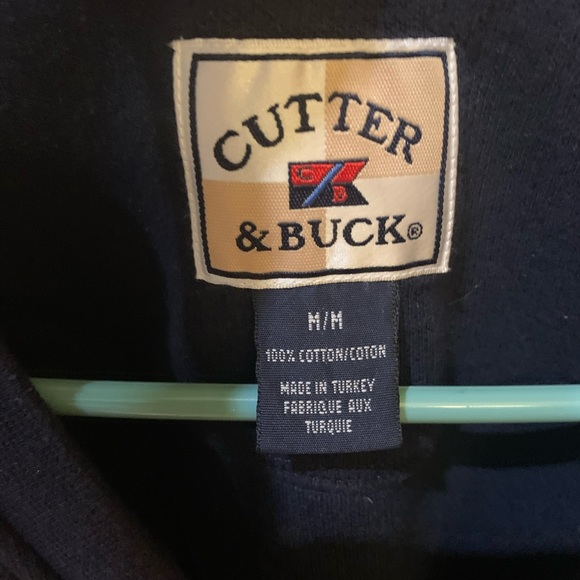 CUTTER
C
B
& BUCK®
M/M
100% COTTON/COTON
MADE IN TURKEY
FABRIQUE AUX
TURQUIE